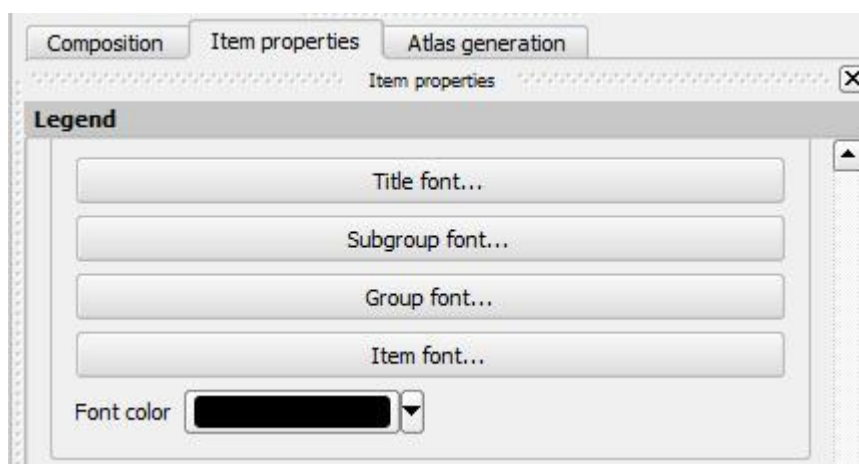 Composition Item properties Atlas generation
Item properties
Legend
Title font...
Subgroup font...
Group font...
Item font...
Font color